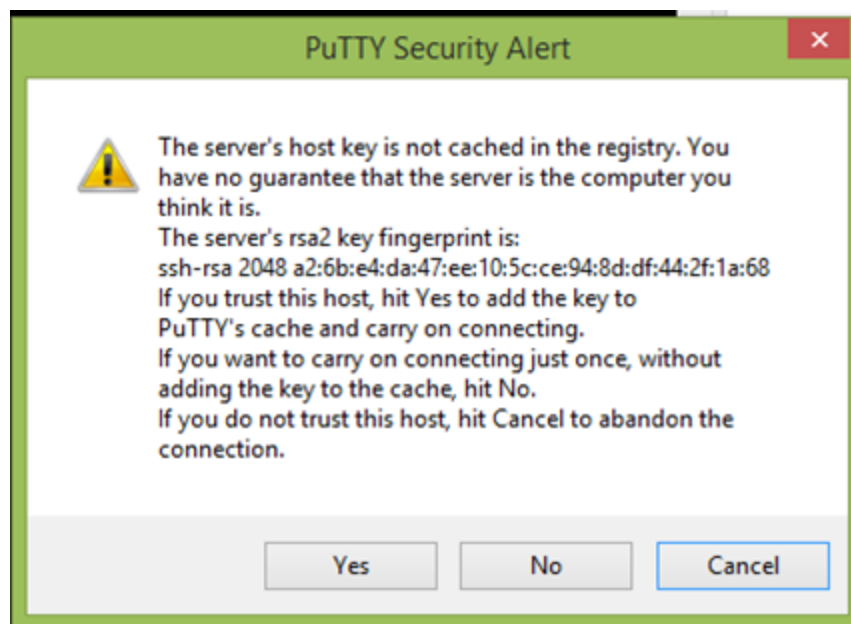 PuTTY Security Alert
The server's host key is not cached in the registry. You
have no guarantee that the server is the computer you
think it is.
The server's rsa2 key fingerprint is:
ssh-rsa 2048 a2:6b:e4:da:47:ee:10:5c:ce:94:8d:df:44:2f:1a:68
If you trust this host, hit Yes to add the key to
PuTTY's cache and carry on connecting.
If you want to carry on connecting just once, without
adding the key to the cache, hit No.
If you do not trust this host, hit Cancel to abandon the
connection.
Yes No Cancel